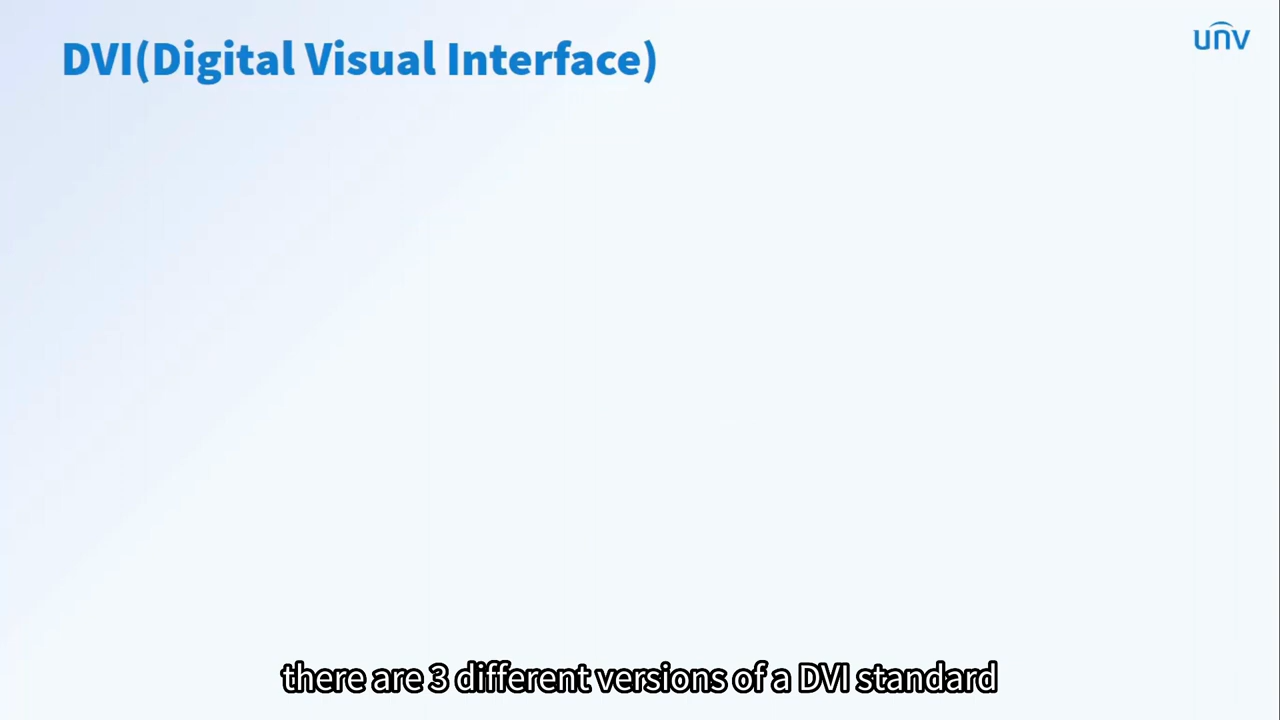 DVI(Digital Visual Interface)
unv
there are 3 different versions of a DVI standard